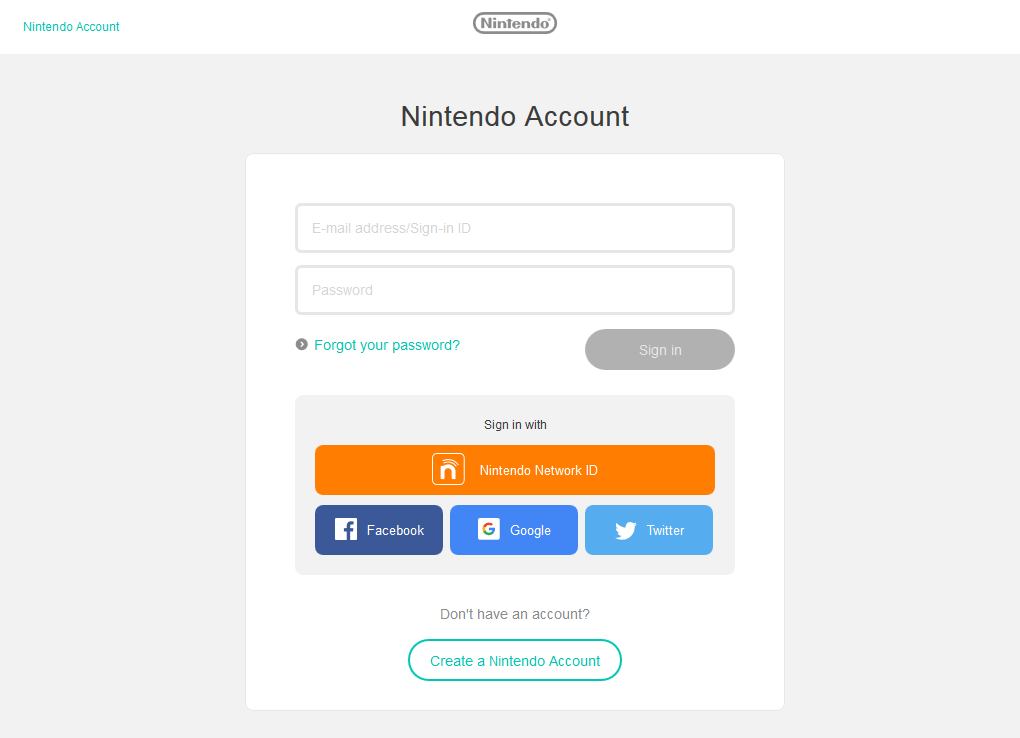 Nintendo Account
Nintendo
Nintendo Account
E-mail address/Sign-in ID
Password
Forgot your password?
Sign in
Sign in with
Nintendo Network ID
Facebook
Google
Twitter
Don't have an account?
Create a Nintendo Account